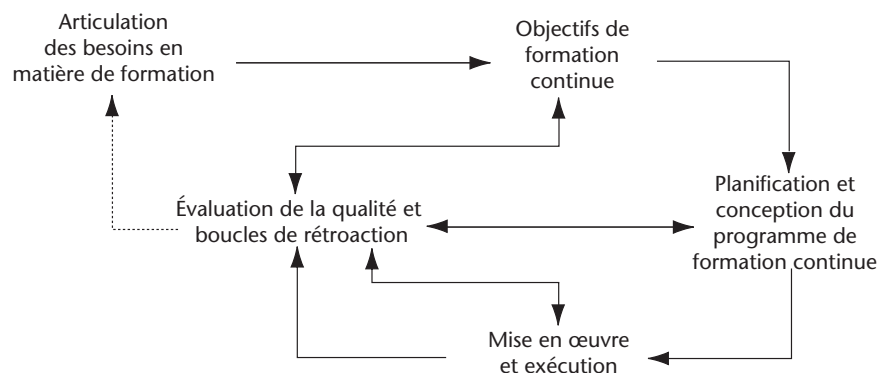 Articulation
des besoins en
matière de formation
Objectifs de
formation
continue
Planification et
conception du
programme de
formation continue
Évaluation de la qualité et
boucles de rétroaction
Mise en œuvre
et exécution